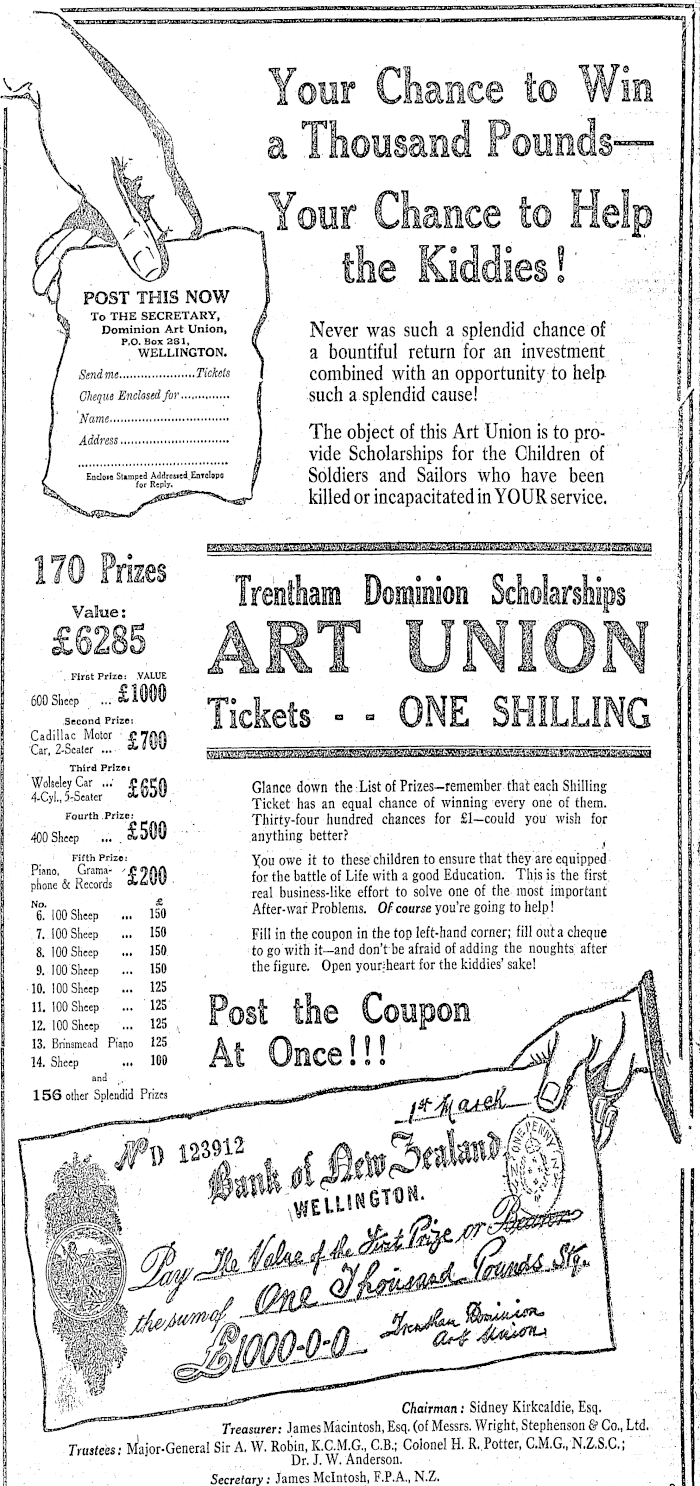 Your Chance to Win
a Thousand Pounds—
Your Chance to Help
the Kiddies!
POST THIS NOW
To THE SECRETARY,
Dominion Art Union,
P.O. Box 281,
WELLINGTON.
Send me.....................Tickets
Cheque Enclosed for.............
Name.................................
Address..............................
Enclose Stamped Addressed Envelope
for Reply.
Never was such a splendid chance of
a bountiful return for an investment
combined with an opportunity to help
such a splendid cause!
The object of this Art Union is to pro-
vide Scholarships for the Children of
Soldiers and Sailors who have been
killed or incapacitated in YOUR service.
170 Prizes
Value:
£6285
First Prize: VALUE
600 Sheep ... £1000
Second Prize:
Cadillac Motor
Car, 2-Seater ... £700
Third Prize:
Wolseley Car ...
4-Cyl., 5-Seater £650
Fourth Prize:
400 Sheep ... £500
Fifth Prize:
Piano, Grama-
phone & Records £200
No. £
6. 100 Sheep ... 150
7. 100 Sheep ... 150
8. 100 Sheep ... 150
9. 100 Sheep ... 150
10. 100 Sheep ... 125
11. 100 Sheep ... 125
12. 100 Sheep ... 125
13. Brinsmead Piano 125
14. Sheep ... 100
and
156 other Splendid Prizes
Trentham Dominion Scholarships
ART UNION
Tickets - - ONE SHILLING
Glance down the List of Prizes—remember that each Shilling
Ticket has an equal chance of winning every one of them.
Thirty-four hundred chances for £1—could you wish for
anything better?
You owe it to these children to ensure that they are equipped
for the battle of Life with a good Education. This is the first
real business-like effort to solve one of the most important
After-war Problems. Of course you're going to help!
Fill in the coupon in the top left-hand corner; fill out a cheque
to go with it—and don't be afraid of adding the noughts after
the figure. Open your heart for the kiddies' sake!
Post the Coupon
At Once!!!
1st March
No D 123912
Bank of New Zealand
WELLINGTON.
ONE PENNY
N.Z.
Pay The Value of the First Prize or Bearer
the sum of One Thousand Pounds Stg.
£1000-0-0
Trentham Dominion
Art Union
Chairman: Sidney Kirkcaldie, Esq.
Treasurer: James Macintosh, Esq. (of Messrs. Wright, Stephenson & Co., Ltd.
Trustees: Major-General Sir A. W. Robin, K.C.M.G., C.B.; Colonel H. R. Potter, C.M.G., N.Z.S.C.;
Dr. J. W. Anderson.
Secretary: James McIntosh, F.P.A., N.Z.